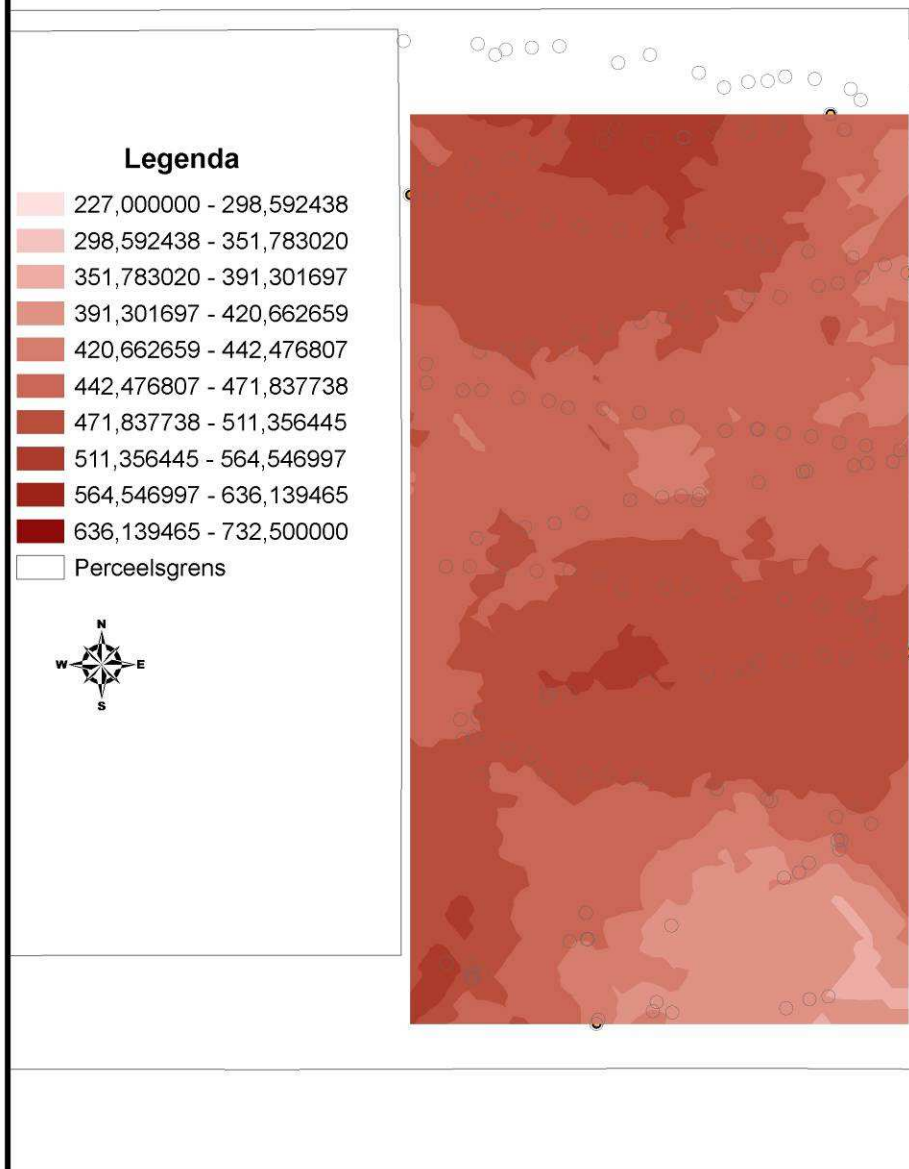 Legenda
227,000000 - 298,592438
298,592438 - 351,783020
351,783020 - 391,301697
391,301697 - 420,662659
420,662659 - 442,476807
442,476807 - 471,837738
471,837738 - 511,356445
511,356445 - 564,546997
564,546997 - 636,139465
636,139465 - 732,500000
Perceelsgrens
N
W E
S